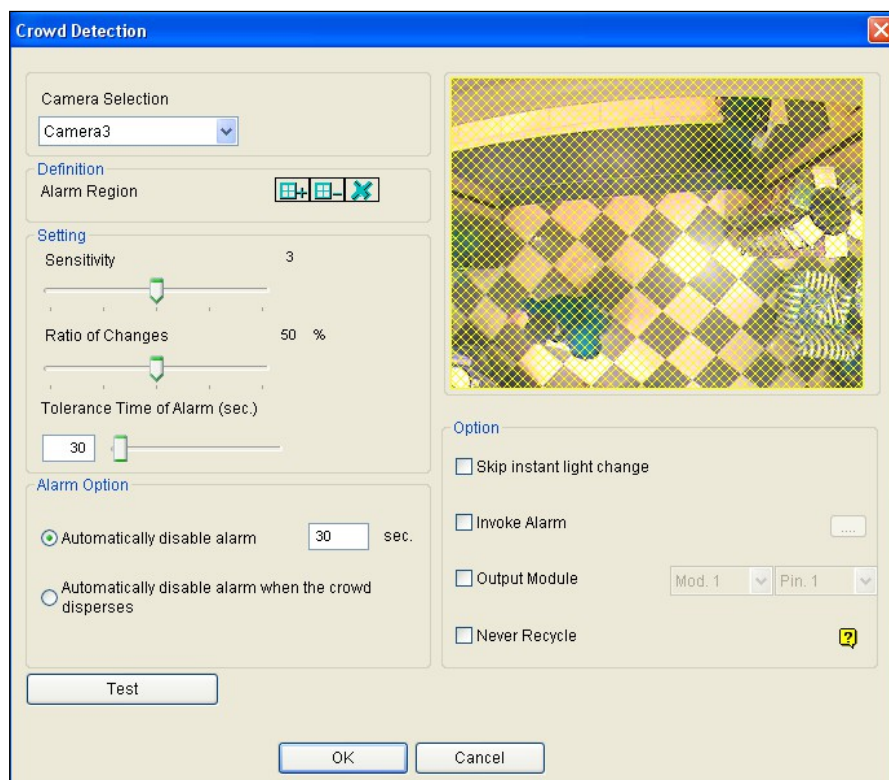 Crowd Detection
Camera Selection
Camera3
Definition
Alarm Region
Setting
Sensitivity 3
Ratio of Changes 50 %
Tolerance Time of Alarm (sec.)
30
Alarm Option
Automatically disable alarm 30 sec.
Automatically disable alarm when the crowd
disperses
Test
Option
Skip instant light change
Invoke Alarm ....
Output Module Mod. 1 Pin. 1
Never Recycle ?
OK Cancel